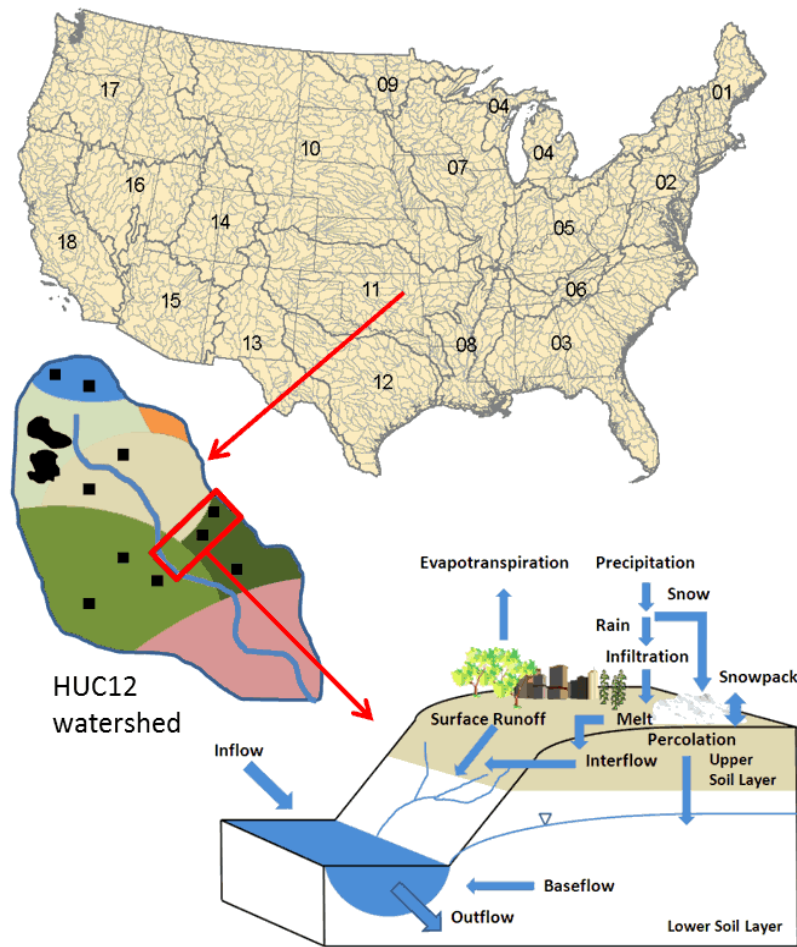 17
09
04
01
10
04
07
02
16
14
05
18
11
06
15
13
08
03
12
HUC12
watershed
Evapotranspiration
Precipitation
Snow
Rain
Infiltration
Snowpack
Surface Runoff
Melt
Percolation
Inflow
Interflow
Upper
Soil Layer
Baseflow
Outflow
Lower Soil Layer